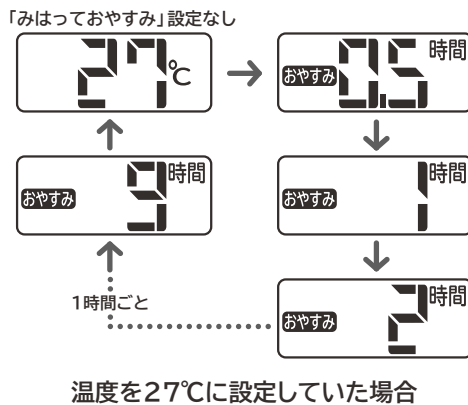 「みはっておやすみ」設定なし
27℃
おやすみ 0.5 時間
おやすみ 9 時間
おやすみ 1 時間
1時間ごと
おやすみ 2 時間
温度を27℃に設定していた場合